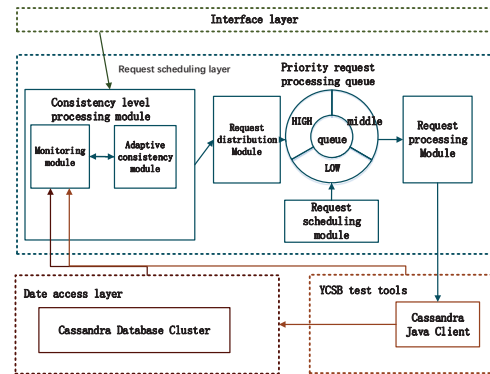 Interface layer
Request scheduling layer
Priority request
processing queue
Consistency level
processing module
Monitoring
module
Adaptive
consistency
module
Request
distribution
Module
HIGH
middle
queue
LOW
Request
processing
Module
Request
scheduling
module
Date access layer
Cassandra Database Cluster
YCSB test tools
Cassandra
Java Client